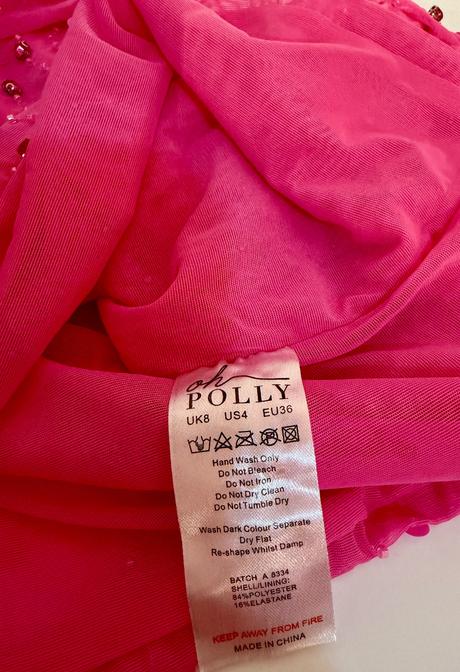 oh
POLLY
UK8 US4 EU36
Hand Wash Only
Do Not Bleach
Do Not Iron
Do Not Dry Clean
Do Not Tumble Dry
Wash Dark Colour Separate
Dry Flat
Re-shape Whilst Damp
BATCH A 8334
SHELL/LINING:
84%POLYESTER
16%ELASTANE
KEEP AWAY FROM FIRE
MADE IN CHINA